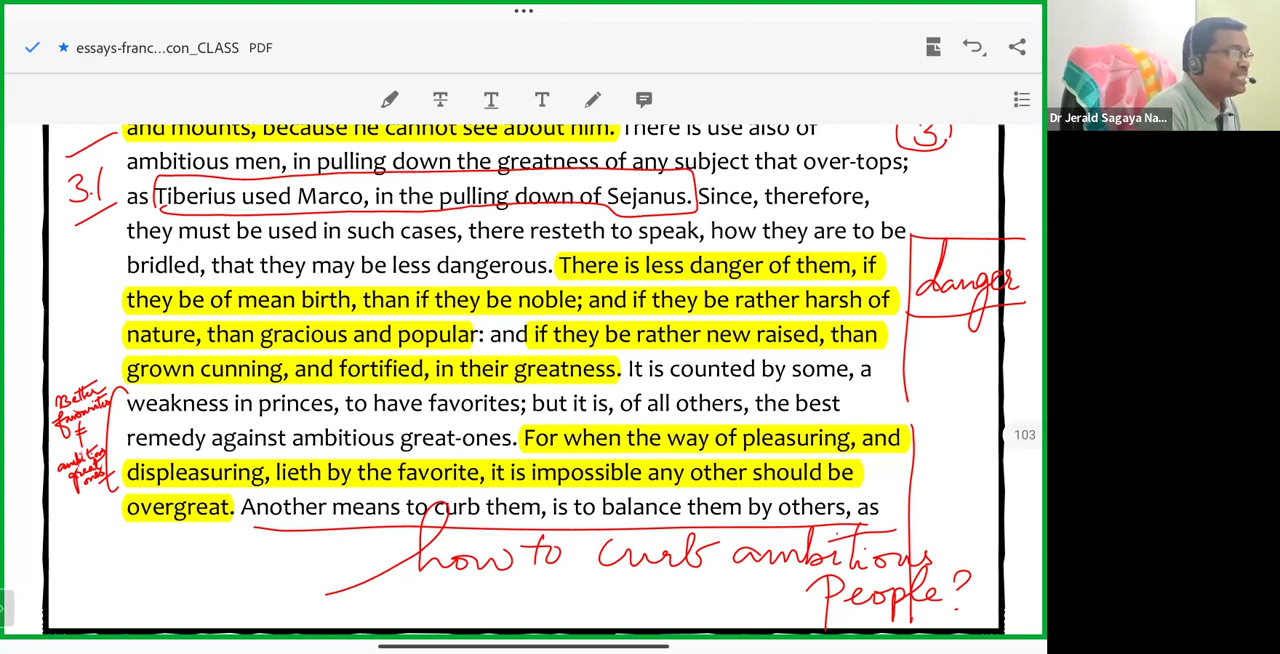 essays-franc...con_CLASS PDF
Dr Jerald Sagaya Na...
and mounts, because he cannot see about him. There is use also of
3.
ambitious men, in pulling down the greatness of any subject that over-tops;
3.1
as Tiberius used Marco, in the pulling down of Sejanus. Since, therefore,
they must be used in such cases, there resteth to speak, how they are to be
bridled, that they may be less dangerous. There is less danger of them, if
danger
they be of mean birth, than if they be noble; and if they be rather harsh of
nature, than gracious and popular: and if they be rather new raised, than
grown cunning, and fortified, in their greatness. It is counted by some, a
Better
favourites
≠
ambitious
great
ones
weakness in princes, to have favorites; but it is, of all others, the best
remedy against ambitious great-ones. For when the way of pleasuring, and
103
displeasuring, lieth by the favorite, it is impossible any other should be
overgreat. Another means to curb them, is to balance them by others, as
how to curb ambitious
People?